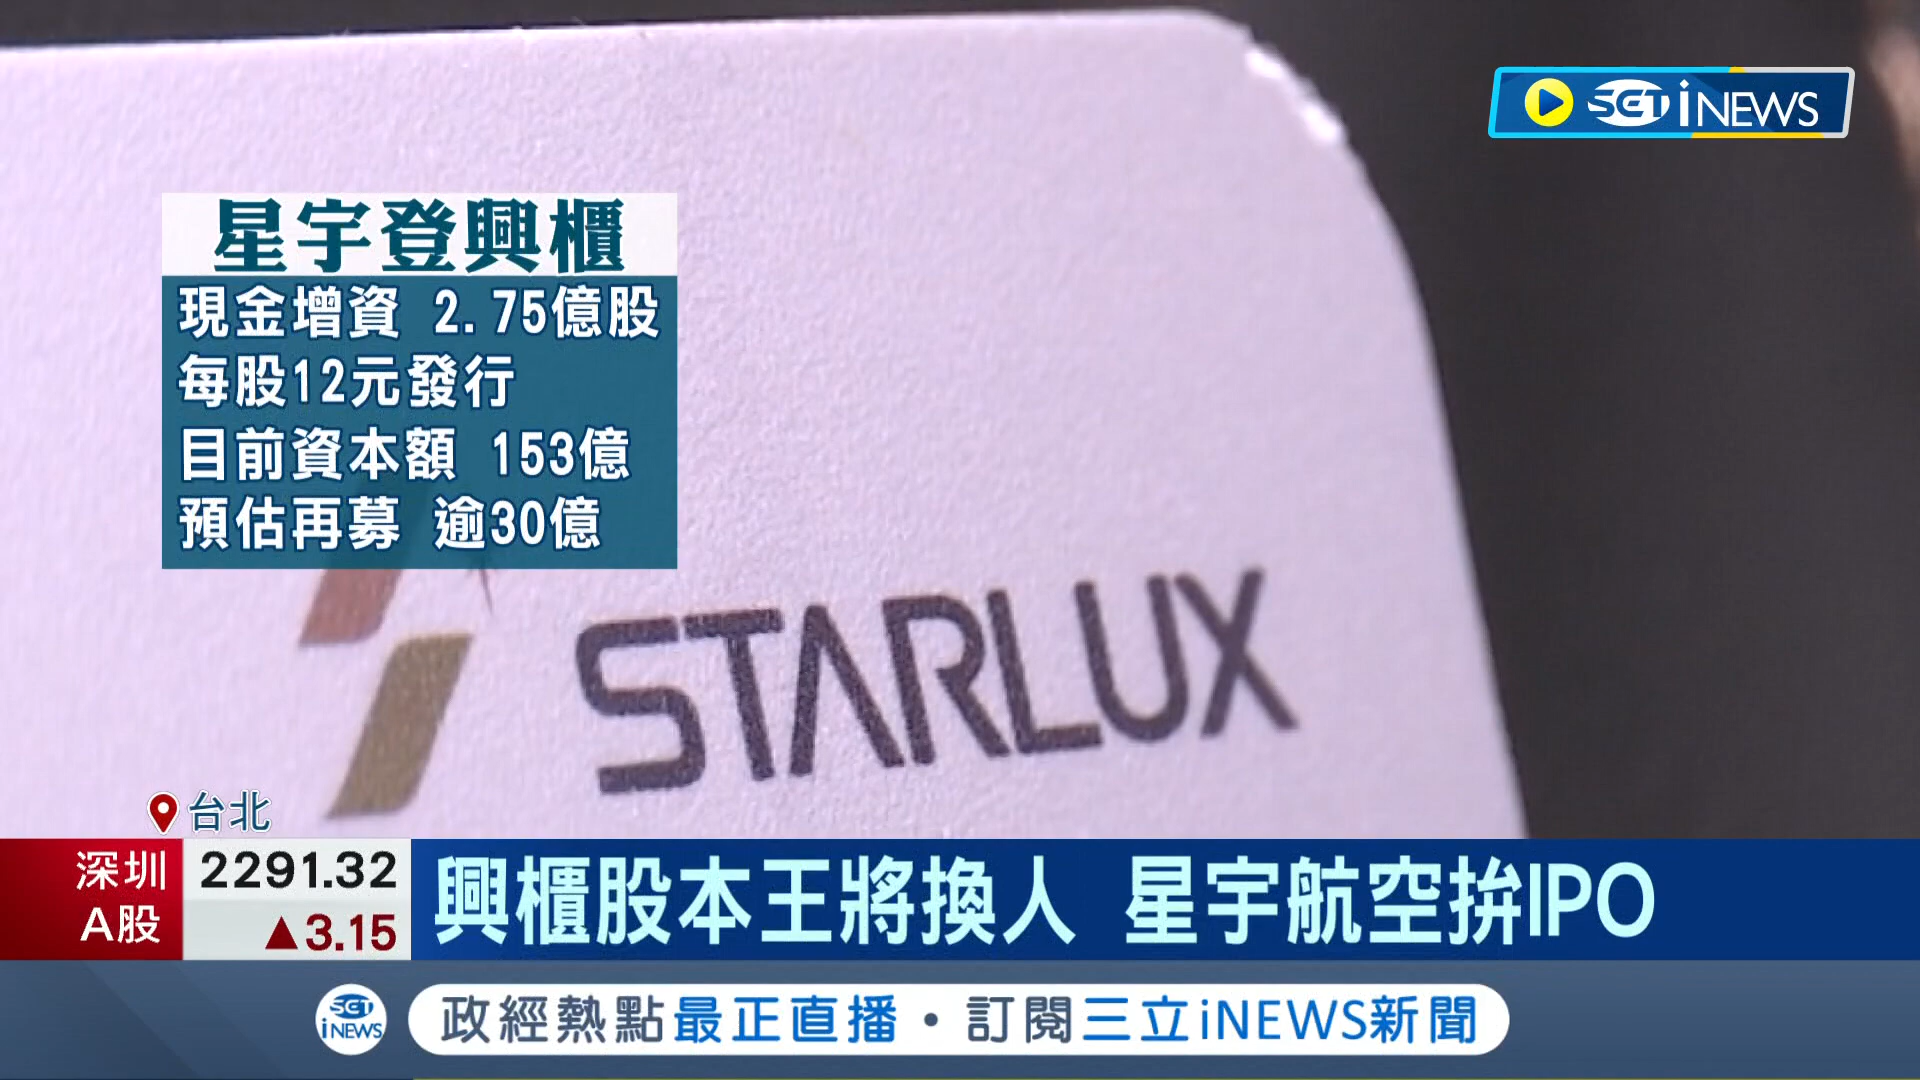 SET iNEWS
星宇登興櫃
現金增資 2.75億股
每股12元發行
目前資本額 153億
預估再募 逾30億
STARLUX
台北
深圳
A股
2291.32
▲3.15
興櫃股本王將換人 星宇航空拚IPO
SET iNEWS
政經熱點最正直播・訂閱三立iNEWS新聞